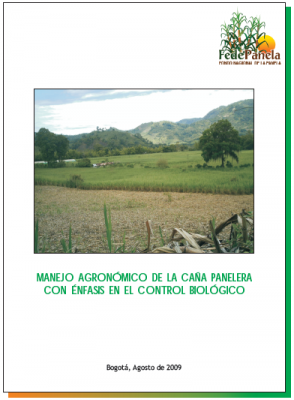 FedePanela
FONDO NACIONAL DE LA PANELA
MANEJO AGRONÓMICO DE LA CAÑA PANELERA
CON ÉNFASIS EN EL CONTROL BIOLÓGICO
Bogotá, Agosto de 2009